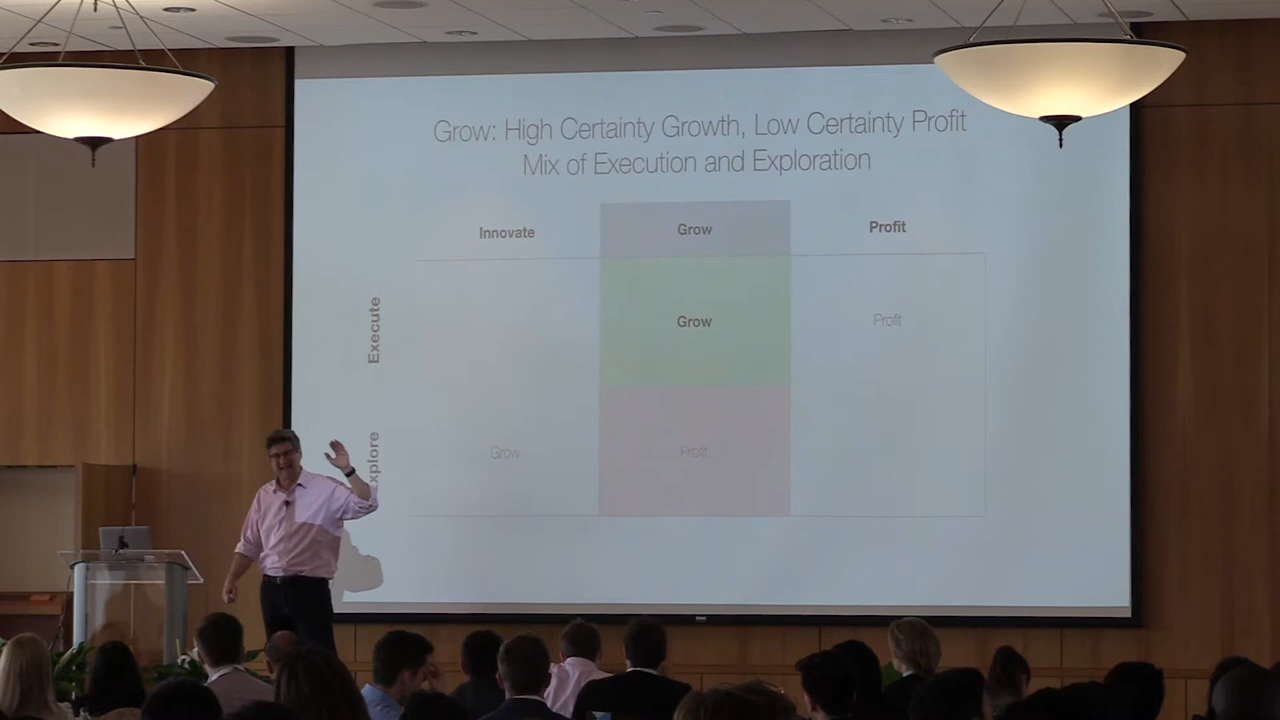 Grow: High Certainty Growth, Low Certainty Profit
Mix of Execution and Exploration
Innovate Grow Profit
Execute
Grow Profit
Explore
Grow Profit